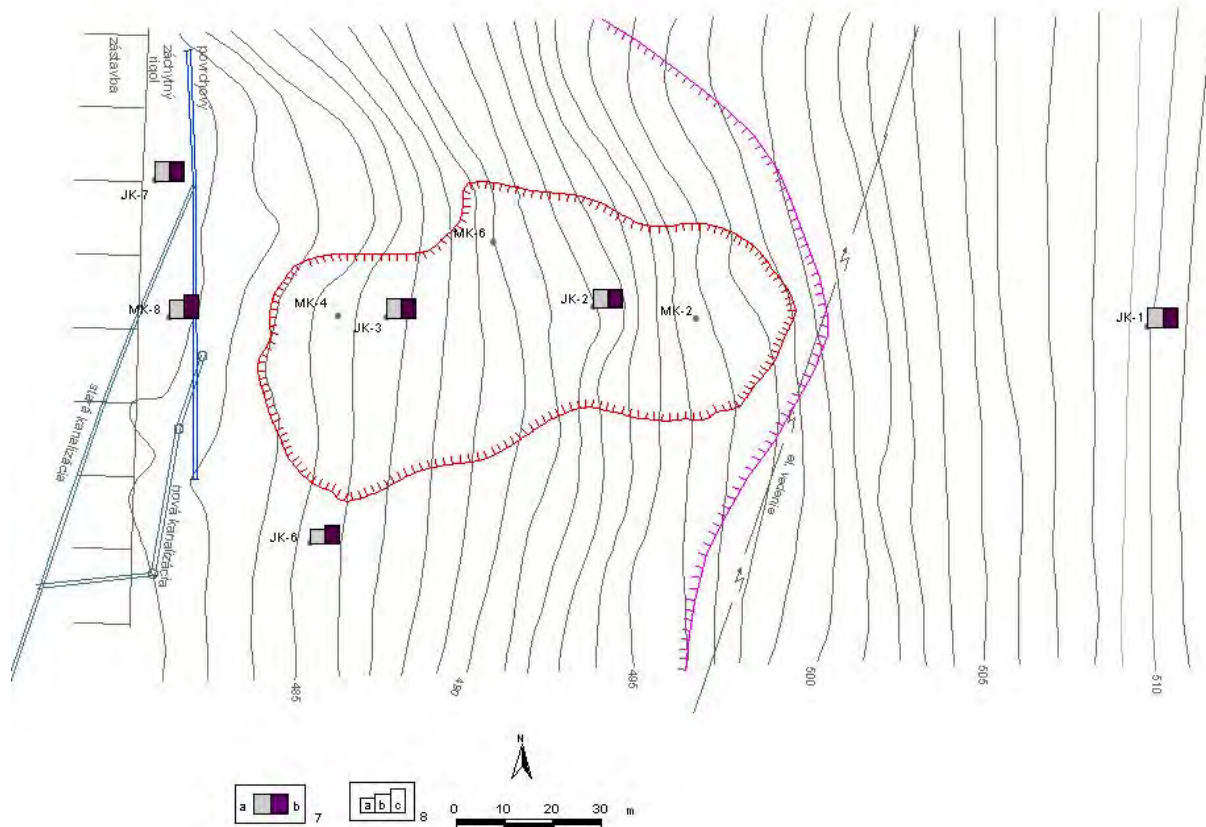 zástavba
záchytný
rigol
povrchový
JK-7
MK-6
MK-8
MK-4
JK-3
JK-2
MK-2
JK-1
stará kanalizácia
nová kanalizácia
el. vedenie
JK-6
485
490
495
500
505
510
N
a b 7
a b c 8
0 10 20 30 m